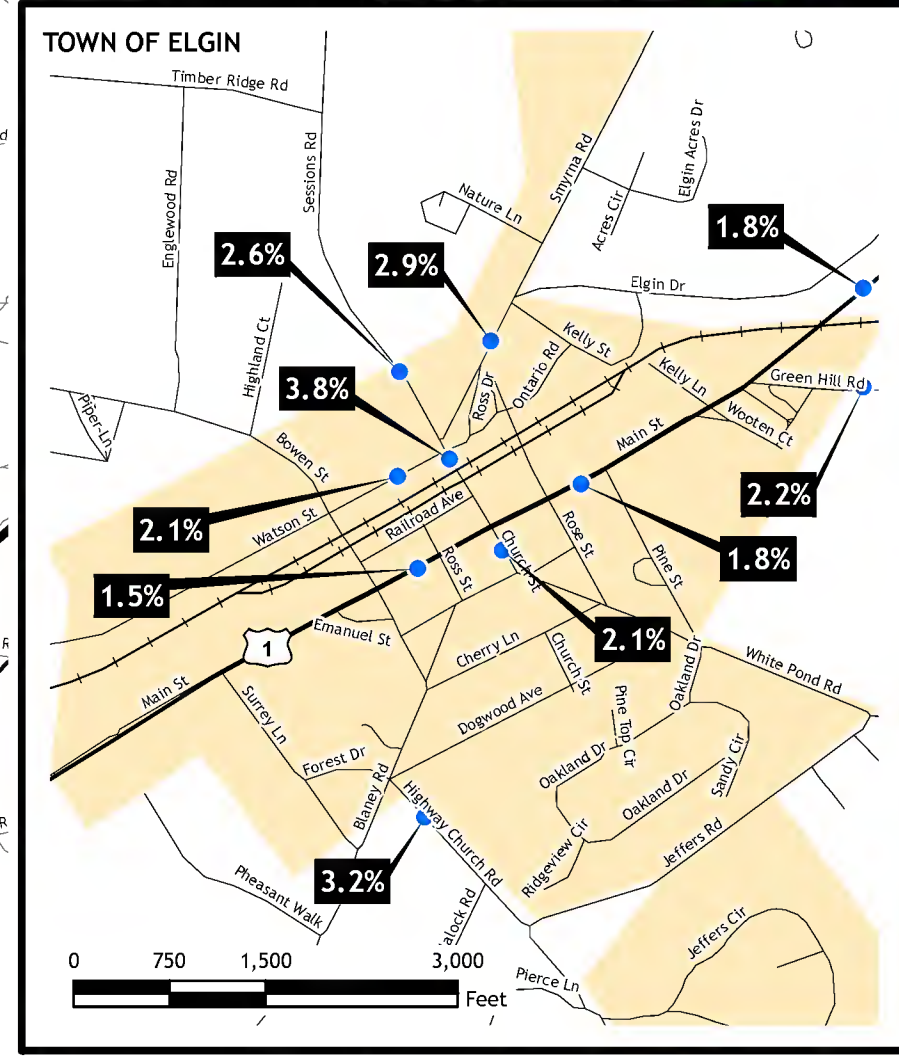 TOWN OF ELGIN
Timber Ridge Rd
Sessions Rd
Englewood Rd
Highland Ct
Piper Ln
Nature Ln
Smyrna Rd
Acres Cir
Elgin Acres Dr
1.8%
2.6%
2.9%
Elgin Dr
Kelly St
Kelly Ln
Green Hill Rd
Wooten Ct
Ontario Rd
Ross Dr
3.8%
Main St
Bowen St
Watson St
Railroad Ave
2.1%
2.2%
1.8%
1.5%
Ross St
Church St
Rose St
Pine St
2.1%
Emanuel St
1
Cherry Ln
Church St
Dogwood Ave
Oakland Dr
White Pond Rd
Main St
Surrey Ln
Forest Dr
Blaney Rd
Pine Top Cir
Oakland Dr
Oakland Dr
Sandy Cir
Highway Church Rd
Ridgeview Cir
Jeffers Rd
3.2%
Pheasant Walk
alock Rd
Jeffers Cir
Pierce Ln
0 750 1,500 3,000
Feet
d
R
R